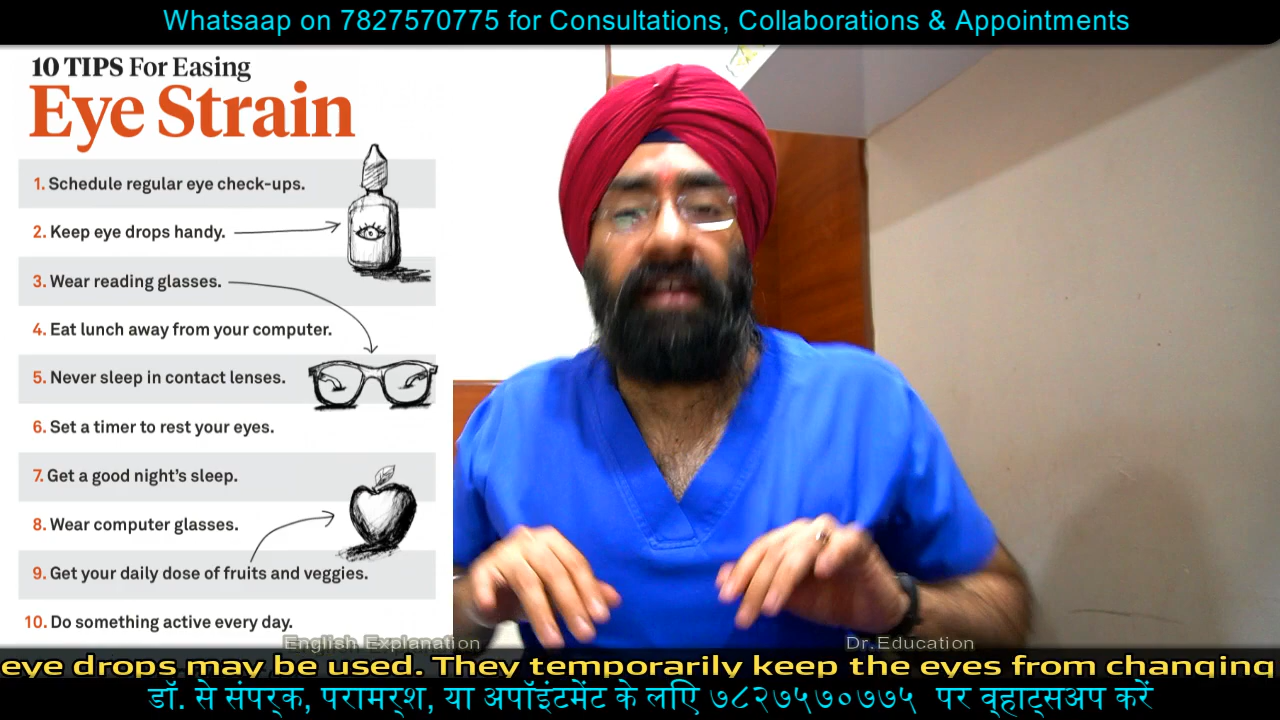 Whatsaap on 7827570775 for Consultations, Collaborations & Appointments
10 TIPS For Easing
Eye Strain
1. Schedule regular eye check-ups.
2. Keep eye drops handy.
3. Wear reading glasses.
4. Eat lunch away from your computer.
5. Never sleep in contact lenses.
6. Set a timer to rest your eyes.
7. Get a good night's sleep.
8. Wear computer glasses.
9. Get your daily dose of fruits and veggies.
10. Do something active every day.
English Explanation
Dr.Education
eye drops may be used. They temporarily keep the eyes from changing
डॉ. से संपर्क, परामर्श, या अपॉइंटमेंट के लिए ७८२७५७०७७५ पर व्हाट्सअप करें